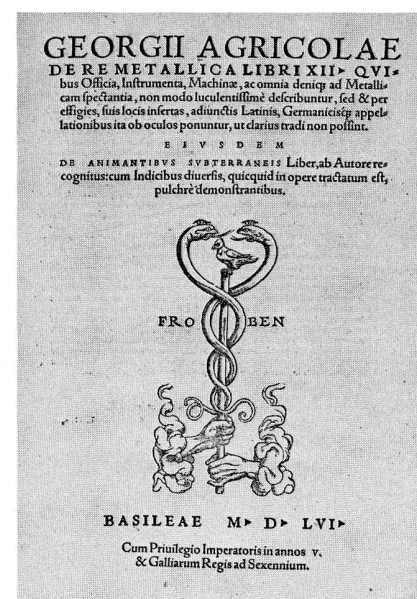 GEORGII AGRICOLAE
DE RE METALLICA LIBRI XII▸ QVI⸗
bus Officia, Instrumenta, Machinæ, ac omnia deniq; ad Metalli⸗
cam spectantia, non modo luculentissimè describuntur, sed & per
effigies, suis locis insertas, adiunctis Latinis, Germanicisq́; appel⸗
lationibus ita ob oculos ponuntur, ut clarius tradi non possint.
EIVSDEM
DE ANIMANTIBVS SVBTERRANEIS Liber, ab Autore re⸗
cognitus: cum Indicibus diuersis, quicquid in opere tractatum est,
pulchrè demonstrantibus.
FRO BEN
BASILEAE M▸ D▸ LVI▸
Cum Priuilegio Imperatoris in annos v.
& Galliarum Regis ad Sexennium.